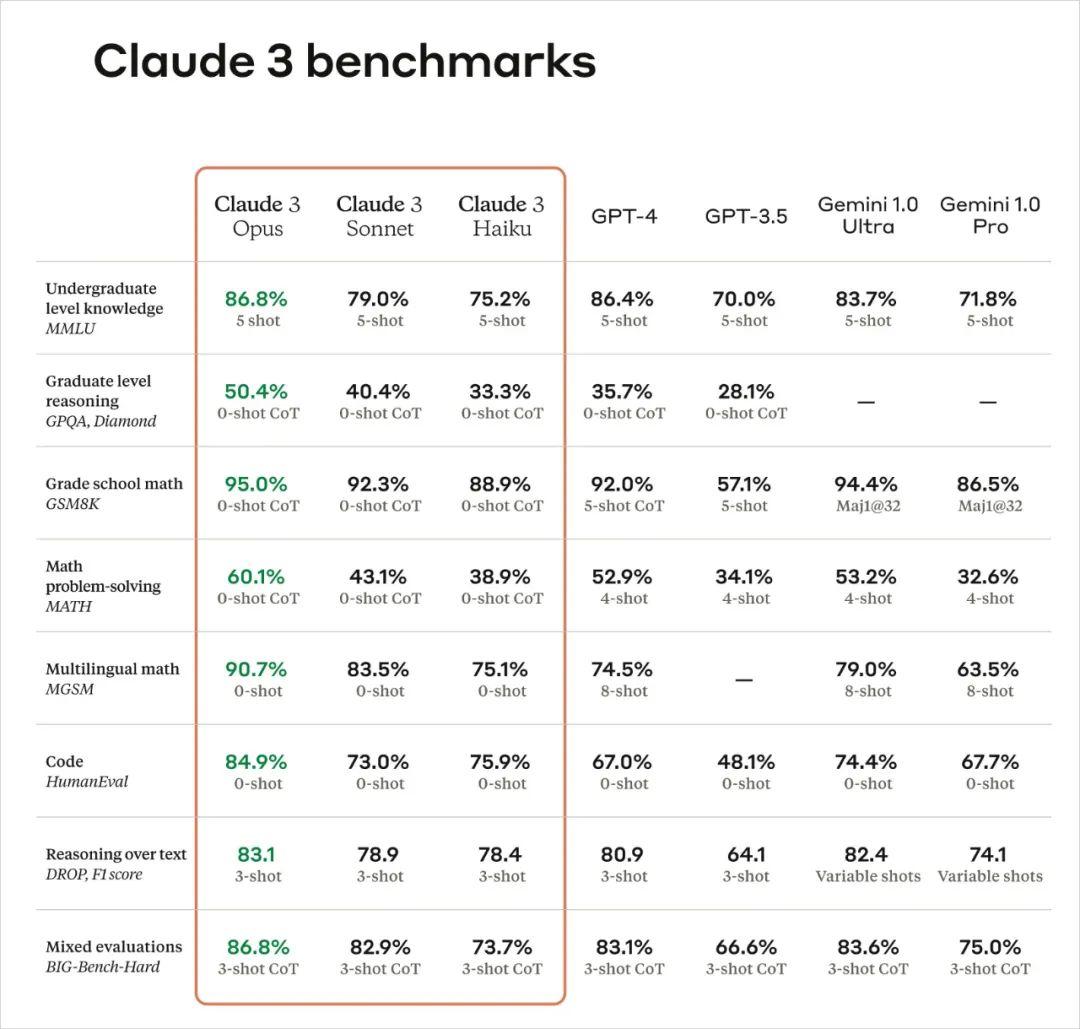 Claude 3 benchmarks
Claude 3 Claude 3 Claude 3 GPT-4 GPT-3.5 Gemini 1.0 Gemini 1.0
Opus Sonnet Haiku Ultra Pro
Undergraduate
level knowledge
MMLU
86.8% 79.0% 75.2% 86.4% 70.0% 83.7% 71.8%
5 shot 5-shot 5-shot 5-shot 5-shot 5-shot 5-shot
Graduate level
reasoning
GPQA, Diamond
50.4% 40.4% 33.3% 35.7% 28.1% — —
0-shot CoT 0-shot CoT 0-shot CoT 0-shot CoT 0-shot CoT
Grade school math
GSM8K
95.0% 92.3% 88.9% 92.0% 57.1% 94.4% 86.5%
0-shot CoT 0-shot CoT 0-shot CoT 5-shot CoT 5-shot Maj1@32 Maj1@32
Math
problem-solving
MATH
60.1% 43.1% 38.9% 52.9% 34.1% 53.2% 32.6%
0-shot CoT 0-shot CoT 0-shot CoT 4-shot 4-shot 4-shot 4-shot
Multilingual math
MGSM
90.7% 83.5% 75.1% 74.5% — 79.0% 63.5%
0-shot 0-shot 0-shot 8-shot 8-shot 8-shot
Code
HumanEval
84.9% 73.0% 75.9% 67.0% 48.1% 74.4% 67.7%
0-shot 0-shot 0-shot 0-shot 0-shot 0-shot 0-shot
Reasoning over text
DROP, F1 score
83.1 78.9 78.4 80.9 64.1 82.4 74.1
3-shot 3-shot 3-shot 3-shot 3-shot Variable shots Variable shots
Mixed evaluations
BIG-Bench-Hard
86.8% 82.9% 73.7% 83.1% 66.6% 83.6% 75.0%
3-shot CoT 3-shot CoT 3-shot CoT 3-shot CoT 3-shot CoT 3-shot CoT 3-shot CoT